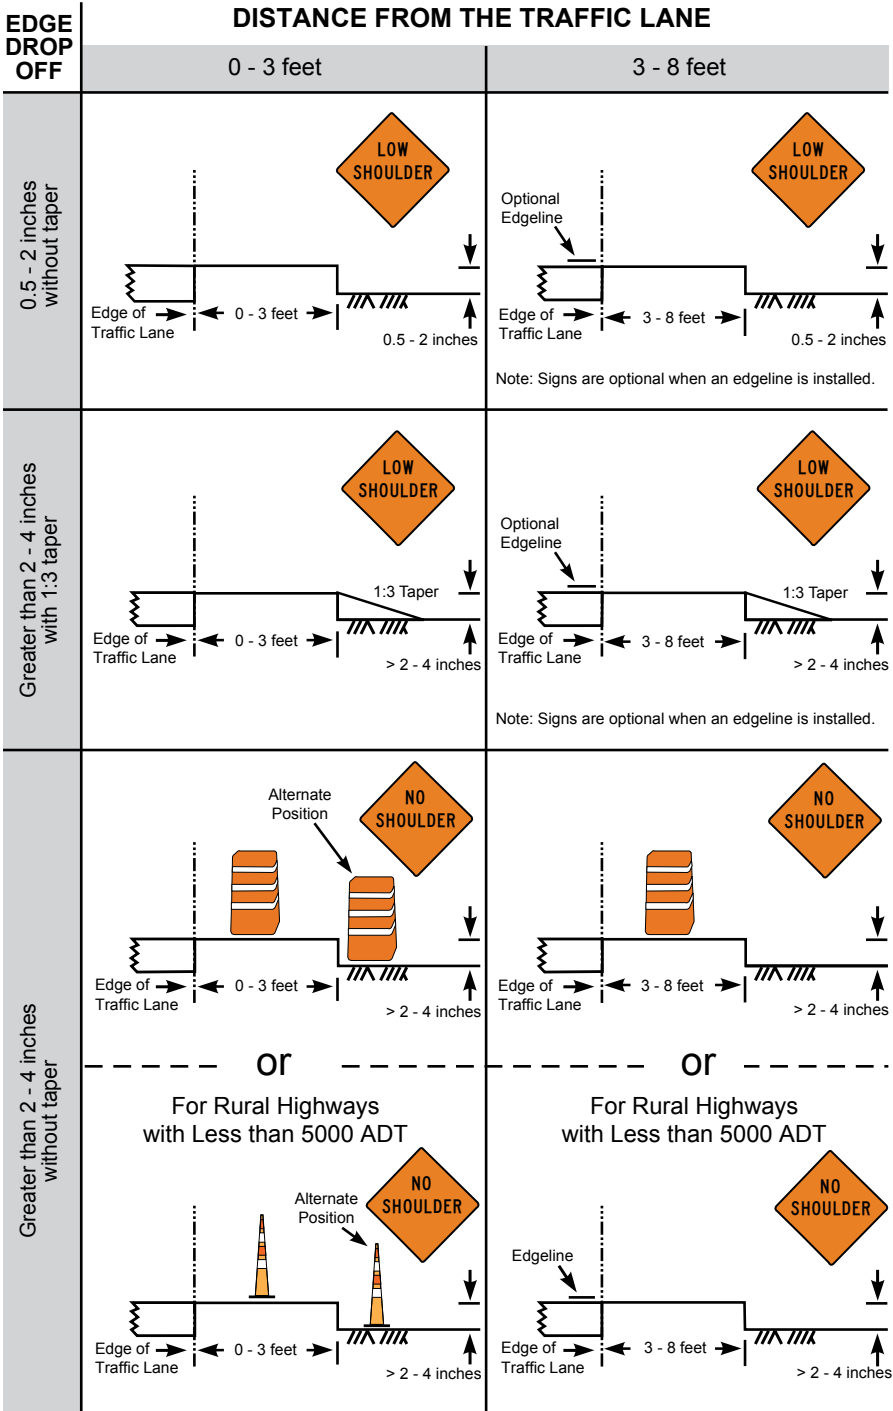 EDGE
DROP
OFF
DISTANCE FROM THE TRAFFIC LANE
0 - 3 feet
3 - 8 feet
0.5 - 2 inches
without taper
LOW
SHOULDER
Edge of
Traffic Lane
0 - 3 feet
0.5 - 2 inches
LOW
SHOULDER
Optional
Edgeline
Edge of
Traffic Lane
3 - 8 feet
0.5 - 2 inches
Note: Signs are optional when an edgeline is installed.
Greater than 2 - 4 inches
with 1:3 taper
LOW
SHOULDER
1:3 Taper
Edge of
Traffic Lane
0 - 3 feet
> 2 - 4 inches
LOW
SHOULDER
Optional
Edgeline
1:3 Taper
Edge of
Traffic Lane
3 - 8 feet
> 2 - 4 inches
Note: Signs are optional when an edgeline is installed.
Greater than 2 - 4 inches
without taper
Alternate
Position
NO
SHOULDER
Edge of
Traffic Lane
0 - 3 feet
> 2 - 4 inches
NO
SHOULDER
Edge of
Traffic Lane
3 - 8 feet
> 2 - 4 inches
or
For Rural Highways
with Less than 5000 ADT
Alternate
Position
NO
SHOULDER
Edge of
Traffic Lane
0 - 3 feet
> 2 - 4 inches
or
For Rural Highways
with Less than 5000 ADT
NO
SHOULDER
Edgeline
Edge of
Traffic Lane
3 - 8 feet
> 2 - 4 inches